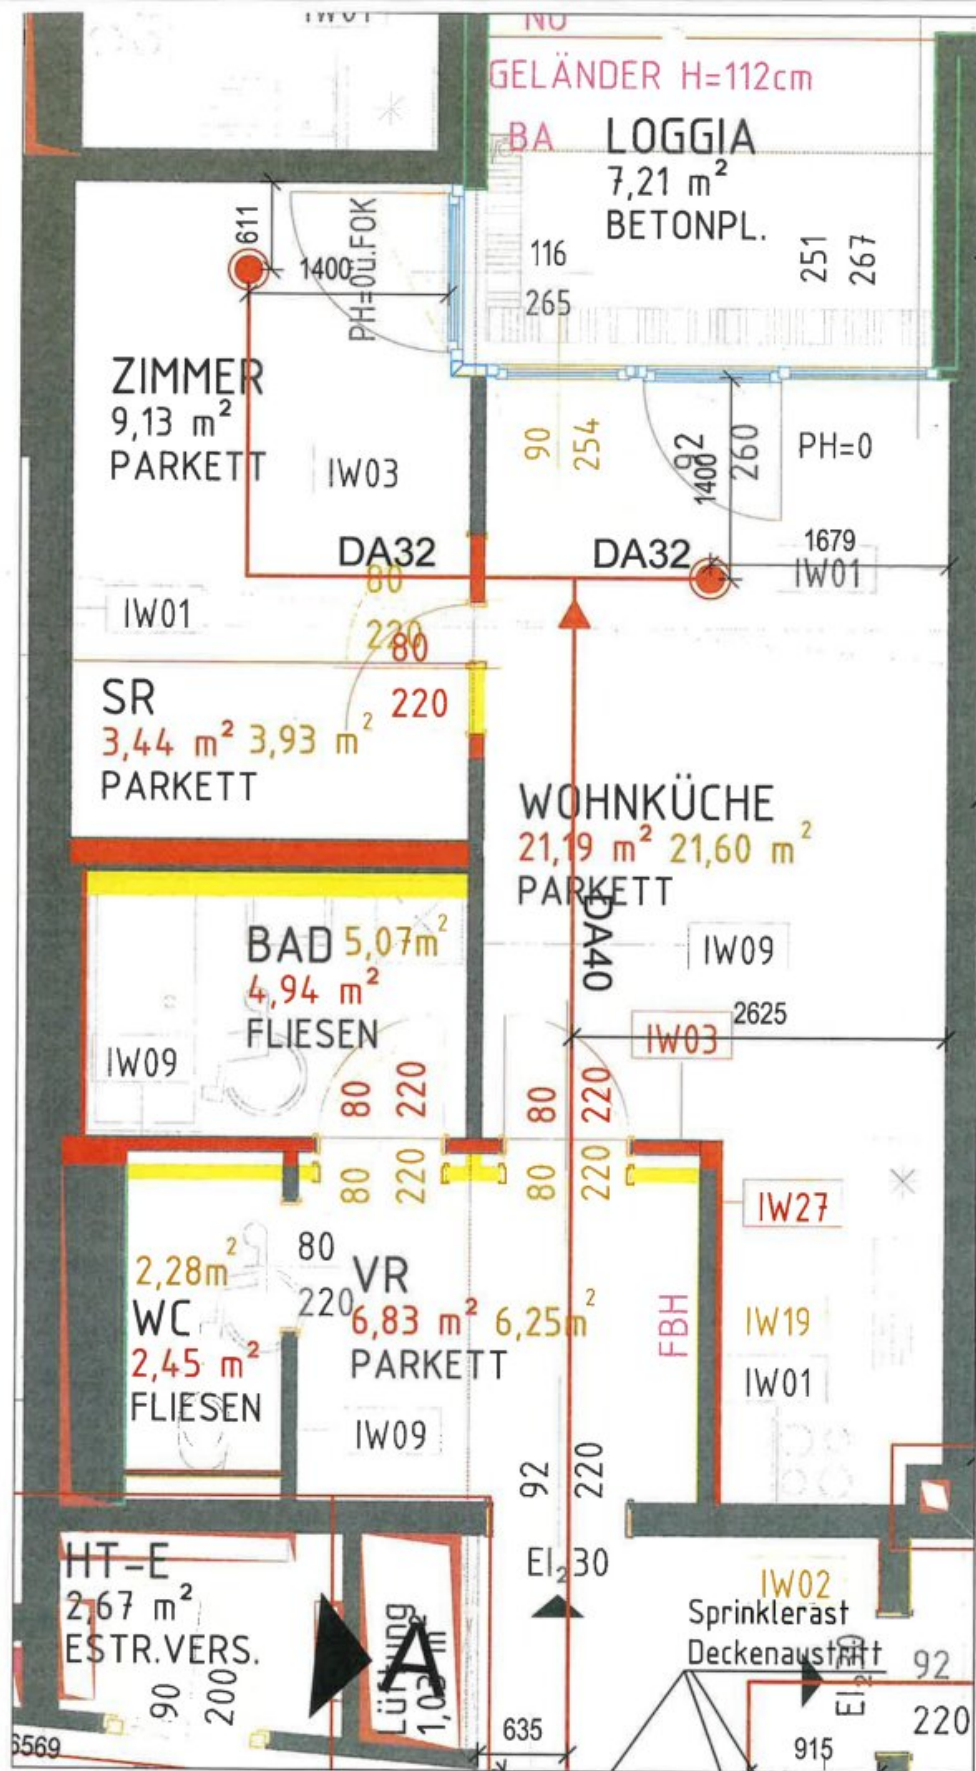 IW01
GELÄNDER H=112cm
BA
LOGGIA
7,21 m²
BETONPL.
611
1400
PH=0ü.FOK
116
265
251
267
ZIMMER
9,13 m²
PARKETT
IW03
90
254
92
260
1400
PH=0
1679
IW01
DA32
DA32
80
220
IW01
80
220
SR
3,44 m² 3,93 m²
PARKETT
WOHNKÜCHE
21,19 m² 21,60 m²
PARKETT
DA40
BAD 5,07m²
4,94 m²
FLIESEN
IW09
IW09
IW03
2625
80
220
80
220
80
220
80
220
IW27
2,28m²
WC
2,45 m²
FLIESEN
80
220
VR
6,83 m² 6,25m²
PARKETT
FBH
IW19
IW01
IW09
92
220
EI₂30
HT-E
2,67 m²
ESTR.VERS.
90
200
A
Lüftung
IW02
Sprinklerast
Deckenaustritt
92
220
635
915
6569